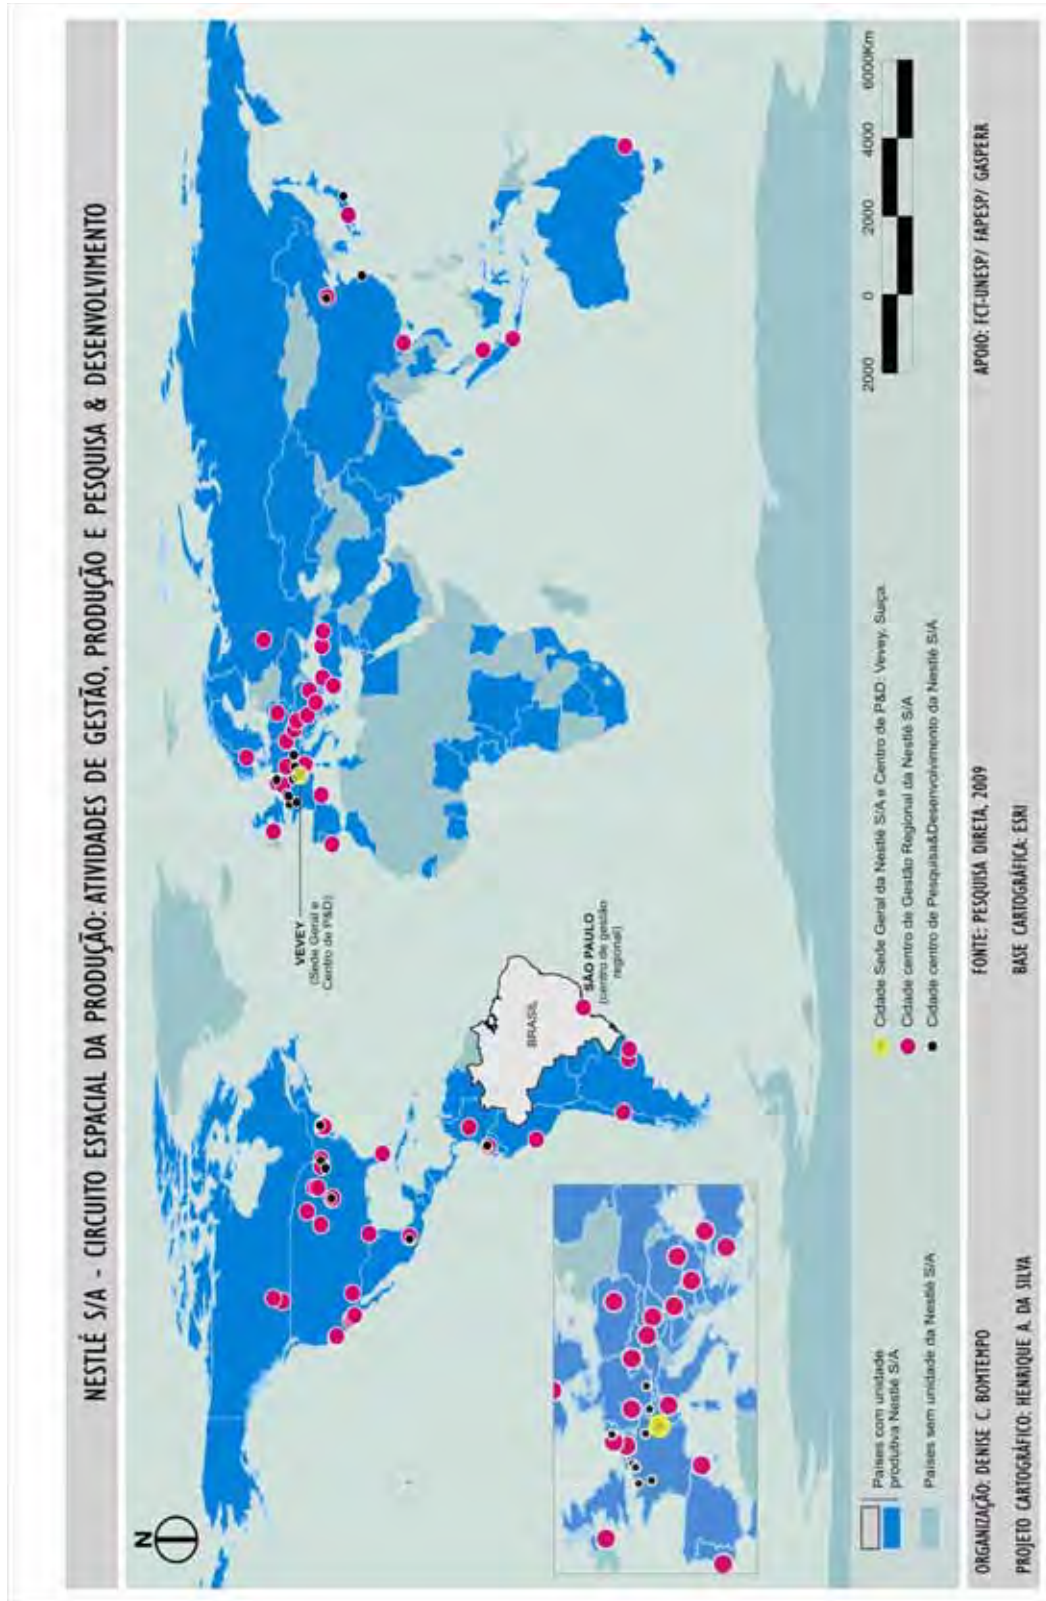 NESTLÉ S/A - CIRCUITO ESPACIAL DA PRODUÇÃO: ATIVIDADES DE GESTÃO, PRODUÇÃO E PESQUISA & DESENVOLVIMENTO
N
VEVEY
(Sede Geral e
Centro de P&D)
BRASIL
SÃO PAULO
(centro de gestão
regional)
Países com unidade
produtiva Nestlé S/A
Países sem unidade da Nestlé S/A
Cidade Sede Geral da Nestlé S/A e Centro de P&D: Vevey, Suíça.
Cidade centro de Gestão Regional da Nestlé S/A
Cidade centro de Pesquisa&Desenvolvimento da Nestlé S/A
2000 0 2000 4000 6000Km
ORGANIZAÇÃO: DENISE C. BOMTEMPO
PROJETO CARTOGRÁFICO: HENRIQUE A. DA SILVA
FONTE: PESQUISA DIRETA, 2009
BASE CARTOGRÁFICA: ESRI
APOIO: FCT-UNESP/ FAPESP/ GASPERR